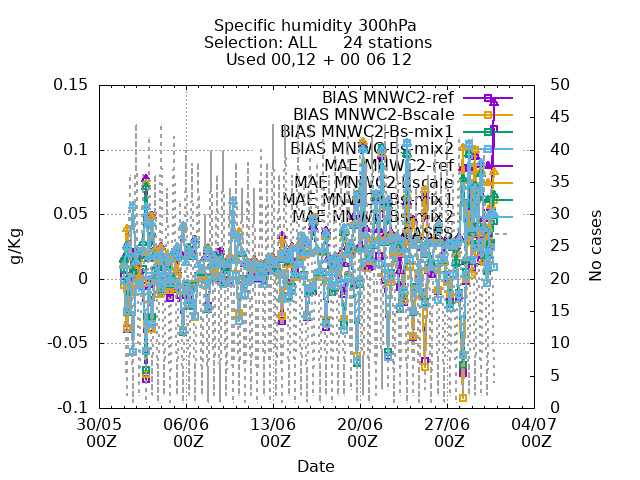 Specific humidity 300hPa
Selection: ALL 24 stations
Used 00,12 + 00 06 12
0.15
0.1
0.05
0
-0.05
-0.1
g/Kg
BIAS MNWC2-ref
BIAS MNWC2-Bscale
BIAS MNWC2-Bs-mix1
BIAS MNWC2-Bs-mix2
MAE MNWC2-ref
MAE MNWC2-Bscale
MAE MNWC2-Bs-mix1
MAE MNWC2-Bs-mix2
CASES
50
45
40
35
30
25
20
15
10
5
0
No cases
30/05 06/06 13/06 20/06 27/06 04/07
00Z 00Z 00Z 00Z 00Z 00Z
Date